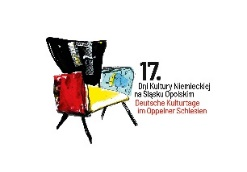 17.
Dni Kultury Niemieckiej
na Śląsku Opolskim
Deutsche Kulturtage
im Oppelner Schlesien